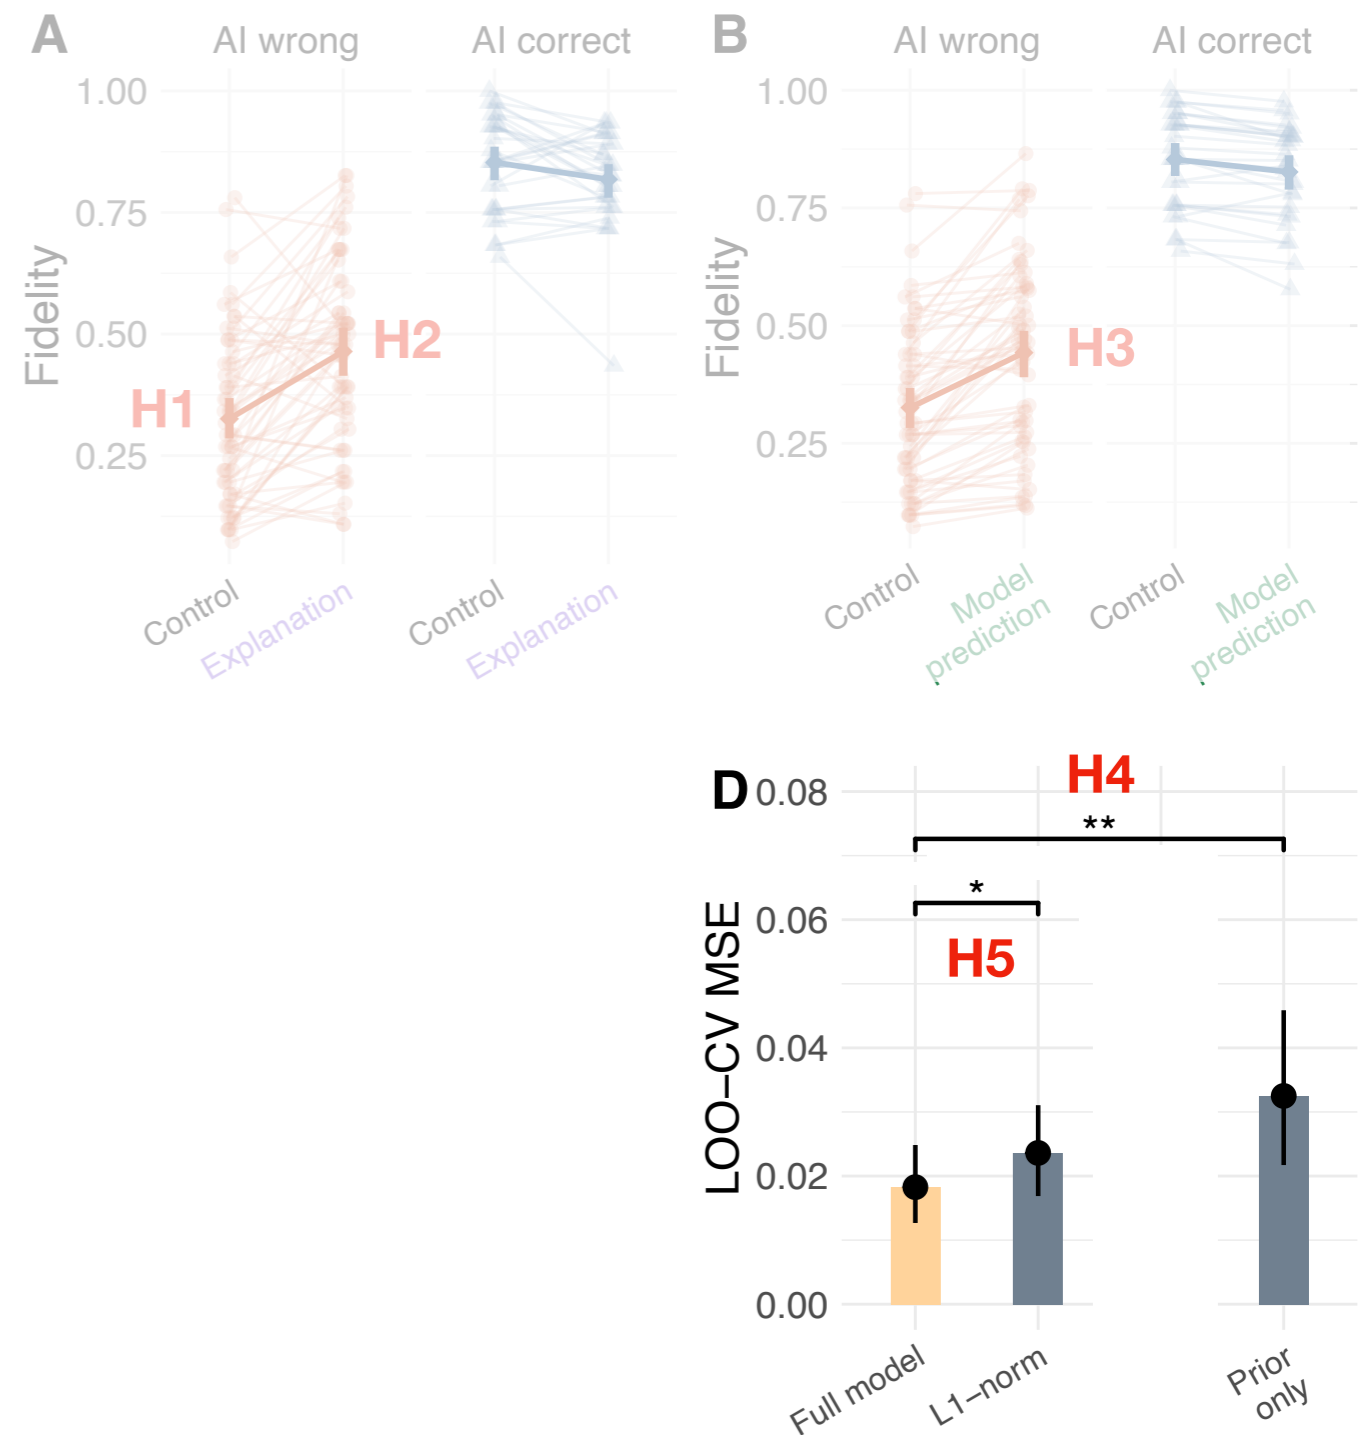 A
AI wrong
AI correct
1.00
0.75
0.50
0.25
Fidelity
H1
H2
Control
Explanation
Control
Explanation
B
AI wrong
AI correct
1.00
0.75
0.50
0.25
Fidelity
H3
Control
Model
prediction
Control
Model
prediction
D
0.08
0.06
0.04
0.02
0.00
LOO–CV MSE
H4
**
*
H5
Full model
L1–norm
Prior
only